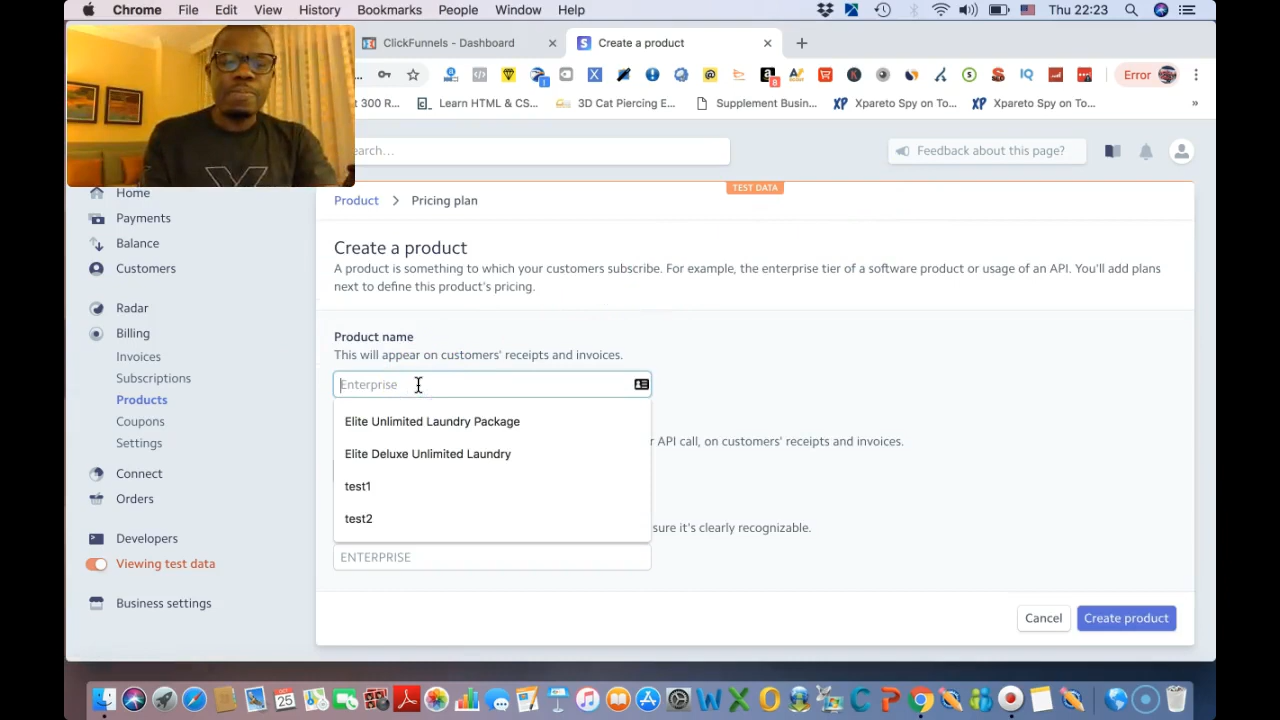 Chrome File Edit View History Bookmarks People Window Help Thu 22:23
ClickFunnels - Dashboard Create a product
Error
t 300 R... Learn HTML & CS... 3D Cat Piercing E... Supplement Busin... Xpareto Spy on To... Xpareto Spy on To... »
earch... Feedback about this page?
TEST DATA
Home
Payments
Balance
Customers
Radar
Billing
Invoices
Subscriptions
Products
Coupons
Settings
Connect
Orders
Developers
Viewing test data
Business settings
Product > Pricing plan
Create a product
A product is something to which your customers subscribe. For example, the enterprise tier of a software product or usage of an API. You'll add plans
next to define this product's pricing.
Product name
This will appear on customers' receipts and invoices.
Enterprise
Elite Unlimited Laundry Package
Elite Deluxe Unlimited Laundry
test1
test2
r API call, on customers' receipts and invoices.
sure it's clearly recognizable.
ENTERPRISE
Cancel Create product